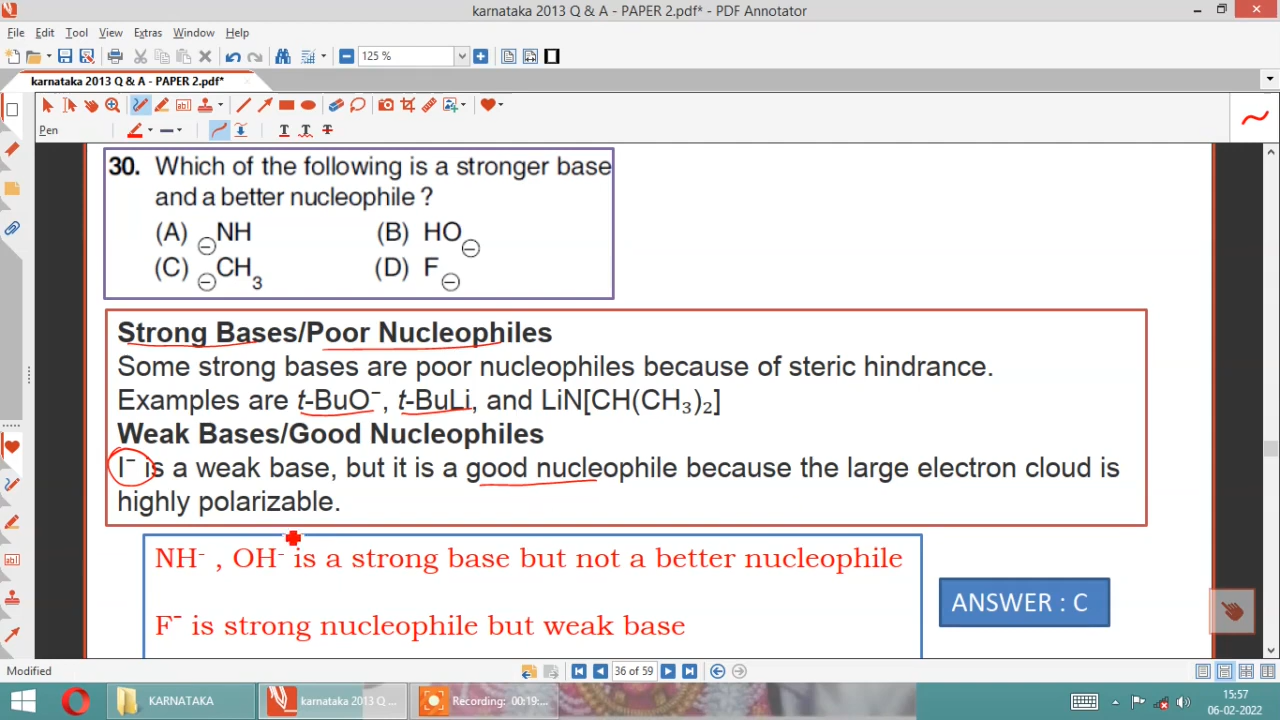 karnataka 2013 Q & A - PAPER 2.pdf* - PDF Annotator
File Edit Tool View Extras Window Help
125 %
karnataka 2013 Q & A - PAPER 2.pdf*
Pen
30. Which of the following is a stronger base
and a better nucleophile ?
(A) ⊖NH (B) HO⊖
(C) ⊖CH3 (D) F⊖
Strong Bases/Poor Nucleophiles
Some strong bases are poor nucleophiles because of steric hindrance.
Examples are t-BuO⁻, t-BuLi, and LiN[CH(CH₃)₂]
Weak Bases/Good Nucleophiles
I⁻ is a weak base, but it is a good nucleophile because the large electron cloud is
highly polarizable.
NH⁻ , OH⁻ is a strong base but not a better nucleophile
F⁻ is strong nucleophile but weak base
ANSWER : C
Modified
36 of 59
KARNATAKA
karnataka 2013 Q ...
Recording: 00:19:...
15:57
06-02-2022